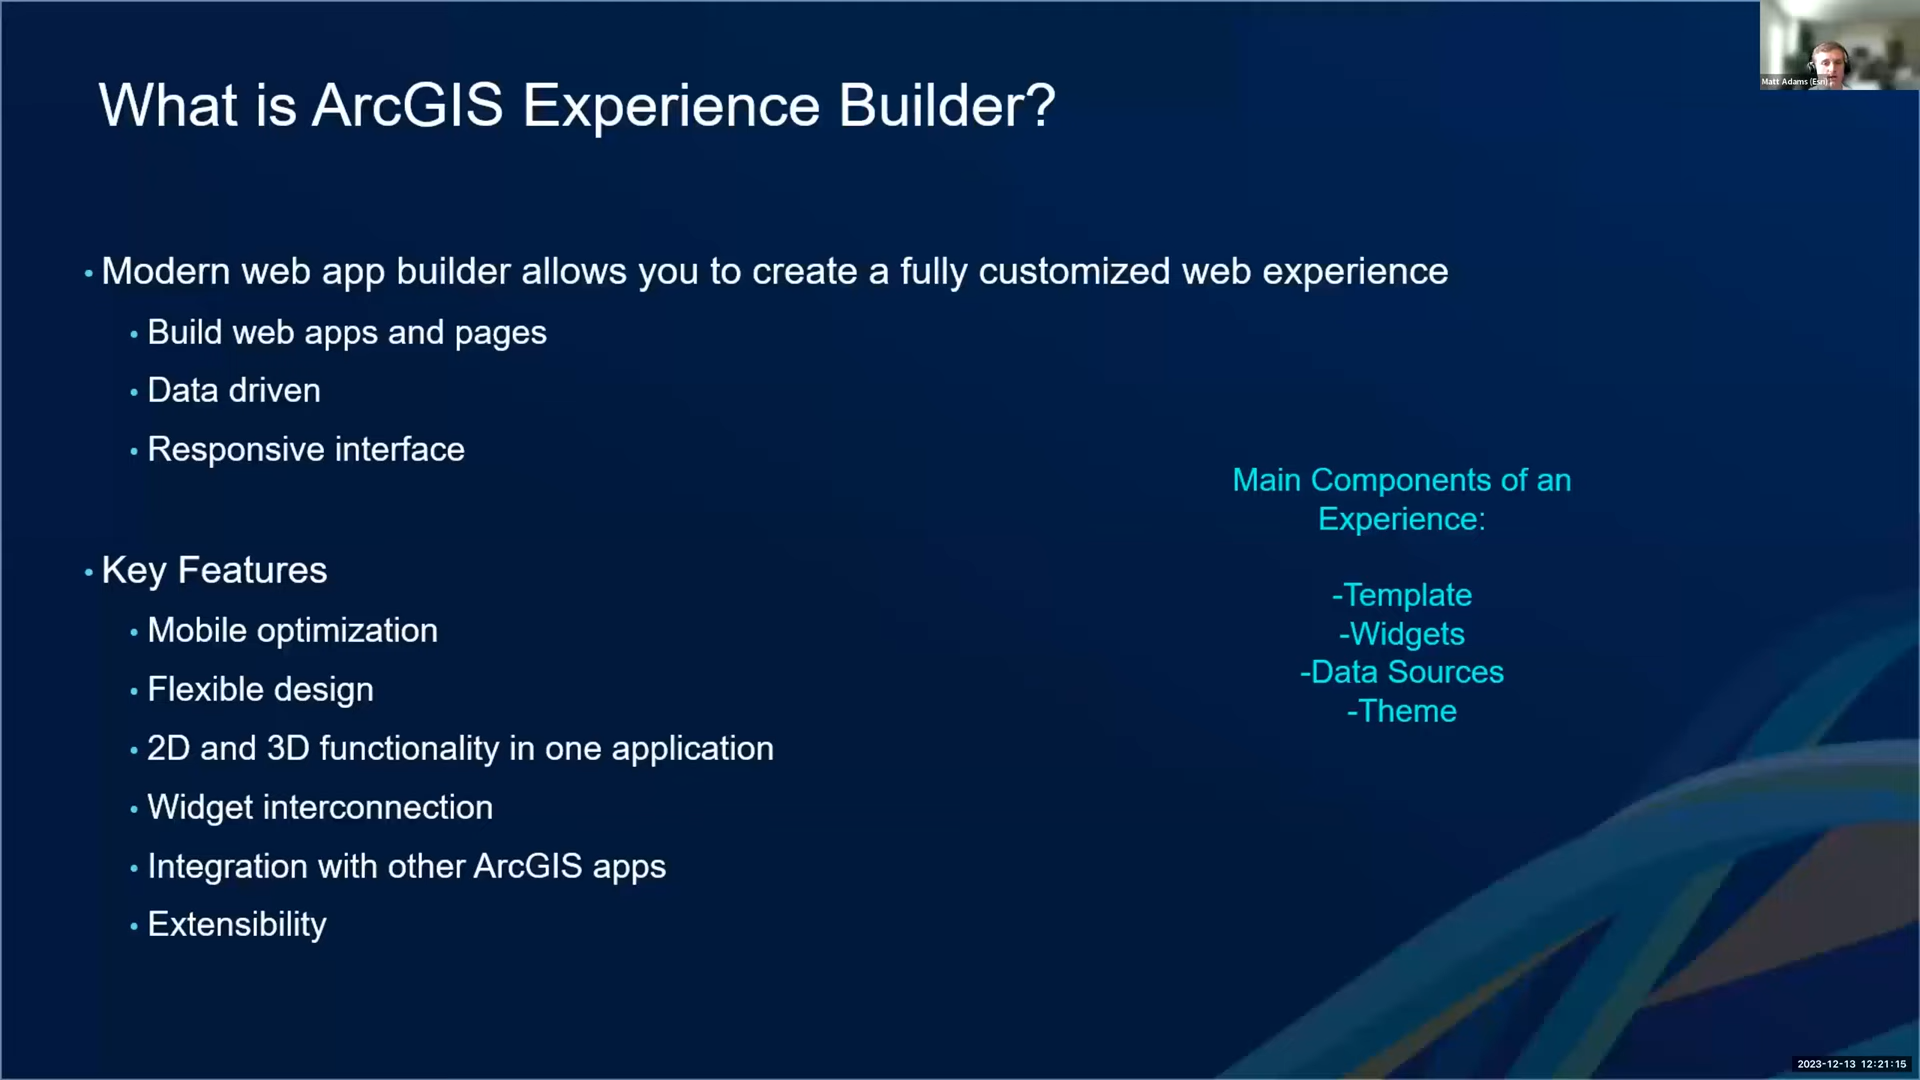 What is ArcGIS Experience Builder?
Matt Adams (Esri)
• Modern web app builder allows you to create a fully customized web experience
• Build web apps and pages
• Data driven
• Responsive interface
• Key Features
• Mobile optimization
• Flexible design
• 2D and 3D functionality in one application
• Widget interconnection
• Integration with other ArcGIS apps
• Extensibility
Main Components of an
Experience:
-Template
-Widgets
-Data Sources
-Theme
2023-12-13 12:21:15